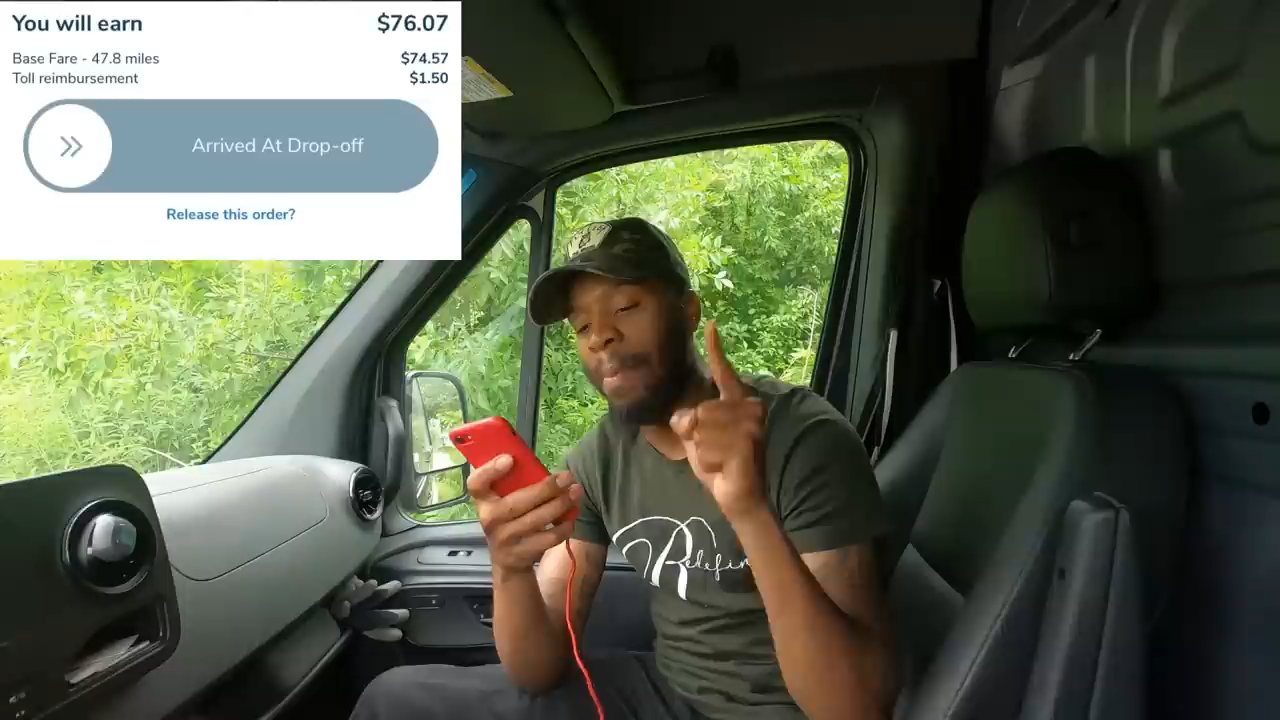 You will earn $76.07
Base Fare - 47.8 miles $74.57
Toll reimbursement $1.50
Arrived At Drop-off
Release this order?